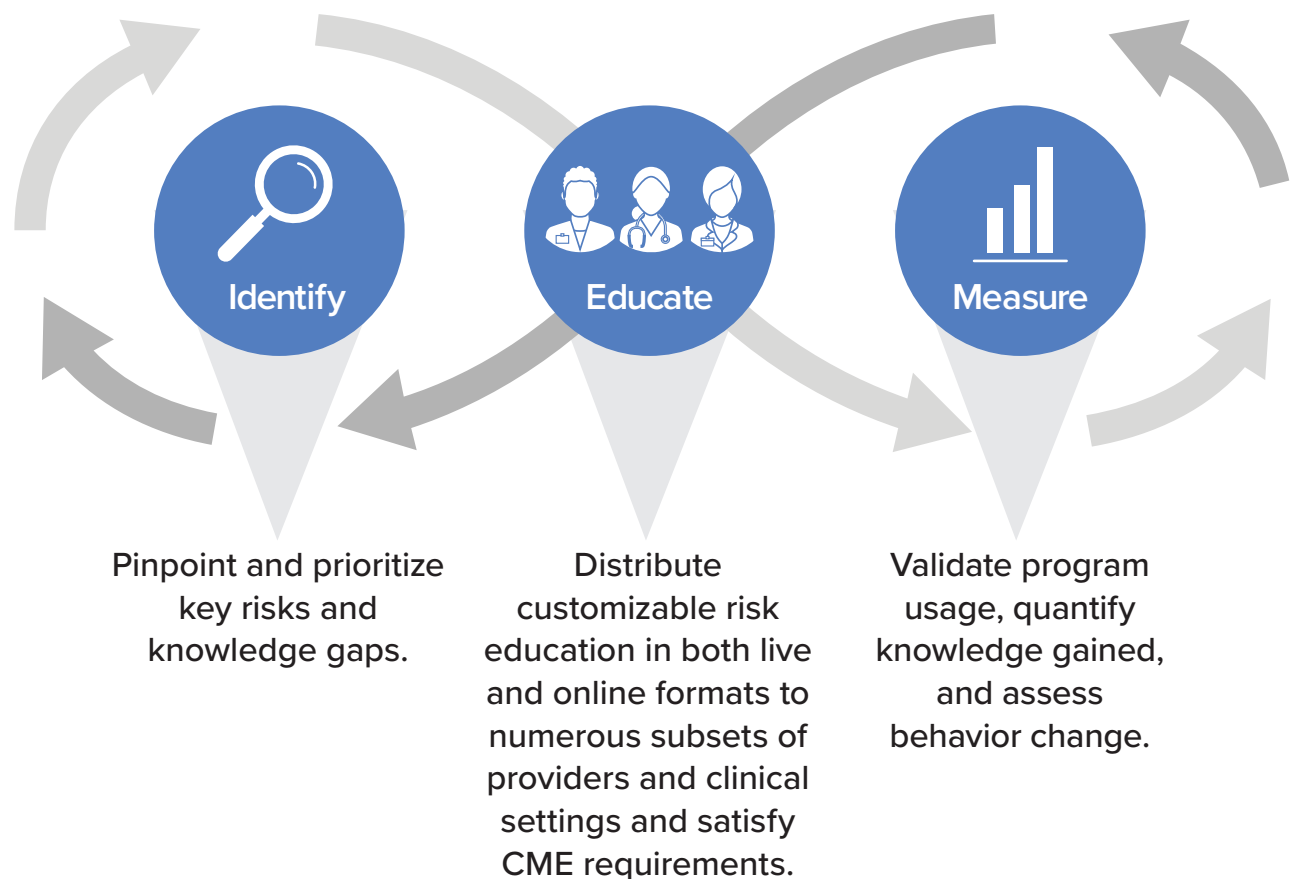 Identify
Educate
Measure
Pinpoint and prioritize
key risks and
knowledge gaps.
Distribute
customizable risk
education in both live
and online formats to
numerous subsets of
providers and clinical
settings and satisfy
CME requirements.
Validate program
usage, quantify
knowledge gained,
and assess
behavior change.